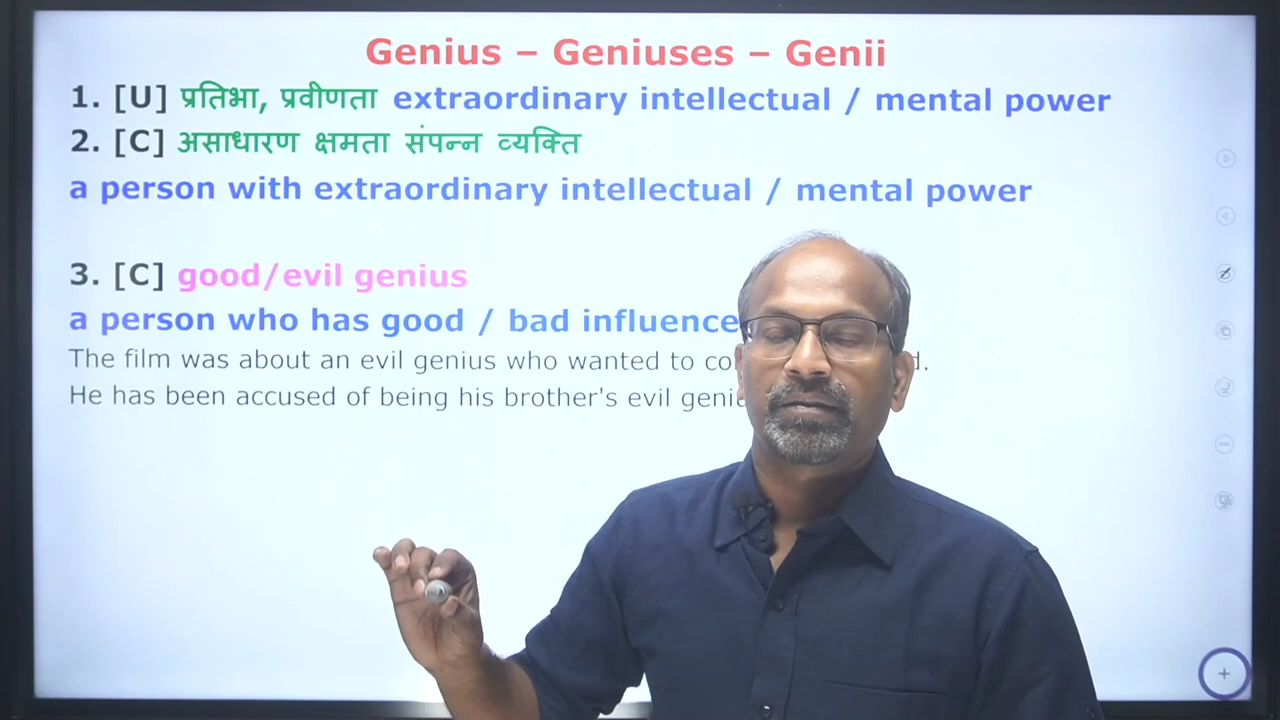 Genius – Geniuses – Genii
1. [U] प्रतिभा, प्रवीणता extraordinary intellectual / mental power
2. [C] असाधारण क्षमता संपन्न व्यक्ति
a person with extraordinary intellectual / mental power
3. [C] good/evil genius
a person who has good / bad influence
The film was about an evil genius who wanted to
He has been accused of being his brother's evil